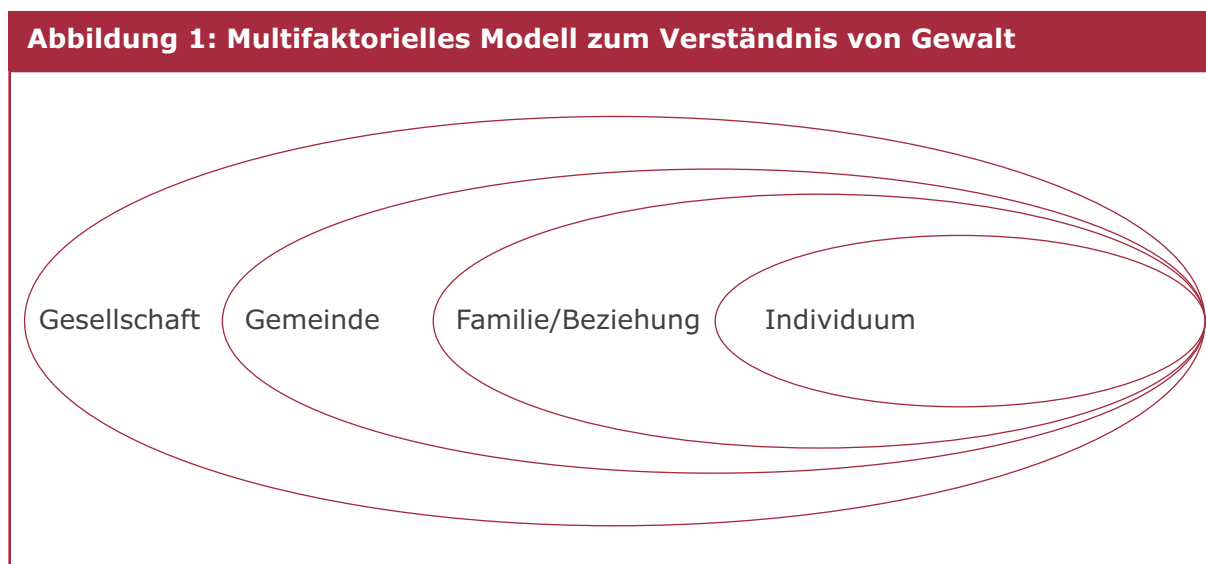 Abbildung 1: Multifaktorielles Modell zum Verständnis von Gewalt
Gesellschaft Gemeinde Familie/Beziehung Individuum